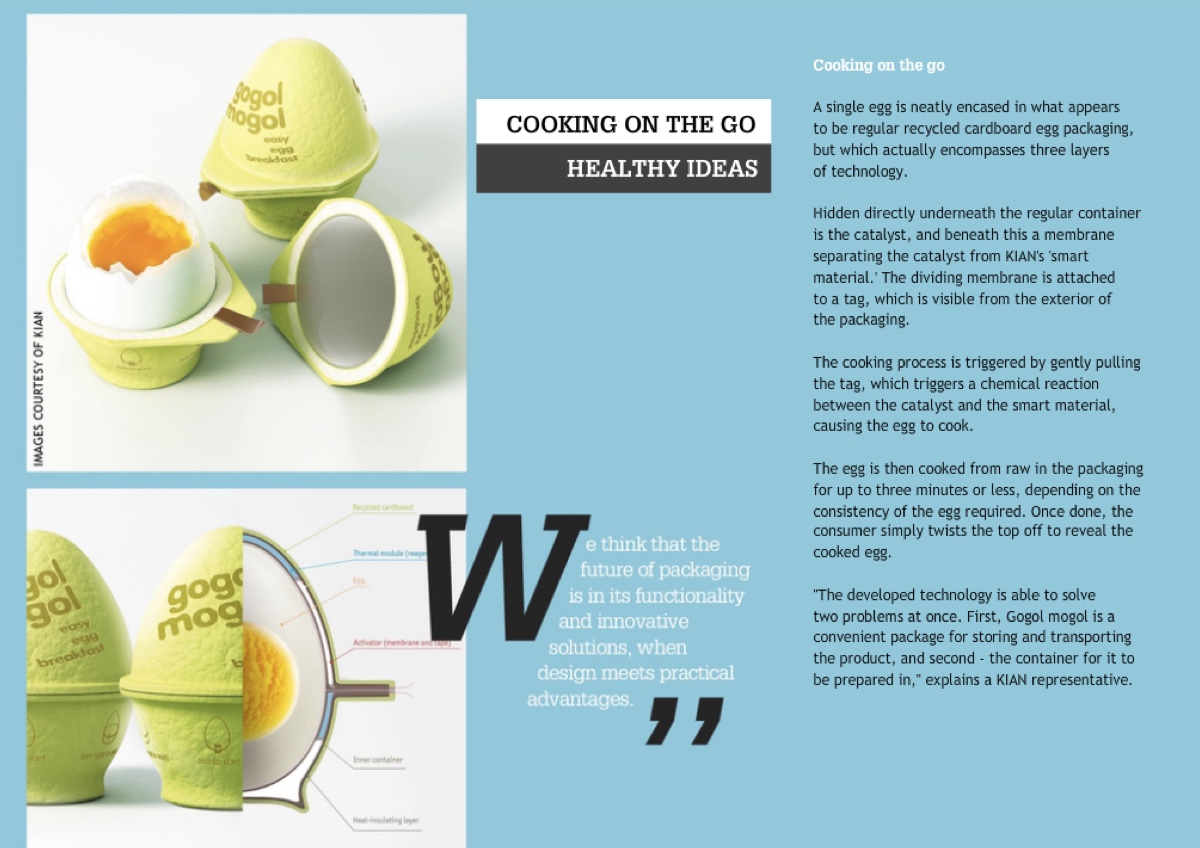 gogol
mogol
easy
egg
breakfast
IMAGES COURTESY OF KIAN
COOKING ON THE GO
HEALTHY IDEAS
Recycled cardboard
Thermal module
Egg
Activator (membrane and tape)
Inner container
Heat-insulating layer
gogol
mogol
easy
egg
breakfast
pull to start
We think that the
future of packaging
is in its functionality
and innovative
solutions, when
design meets practical
advantages.
”
Cooking on the go
A single egg is neatly encased in what appears
to be regular recycled cardboard egg packaging,
but which actually encompasses three layers
of technology.
Hidden directly underneath the regular container
is the catalyst, and beneath this a membrane
separating the catalyst from KIAN's 'smart
material.' The dividing membrane is attached
to a tag, which is visible from the exterior of
the packaging.
The cooking process is triggered by gently pulling
the tag, which triggers a chemical reaction
between the catalyst and the smart material,
causing the egg to cook.
The egg is then cooked from raw in the packaging
for up to three minutes or less, depending on the
consistency of the egg required. Once done, the
consumer simply twists the top off to reveal the
cooked egg.
"The developed technology is able to solve
two problems at once. First, Gogol mogol is a
convenient package for storing and transporting
the product, and second - the container for it to
be prepared in," explains a KIAN representative.